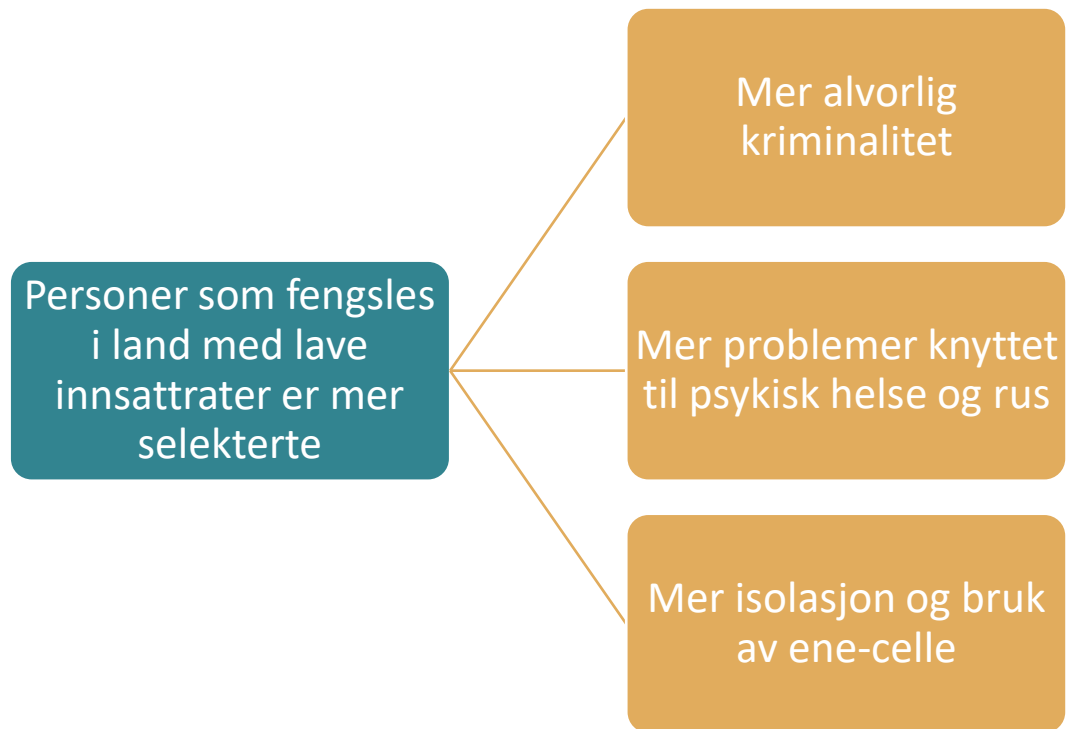 Personer som fengsles
i land med lave
innsattrater er mer
selekterte
Mer alvorlig
kriminalitet
Mer problemer knyttet
til psykisk helse og rus
Mer isolasjon og bruk
av ene-celle